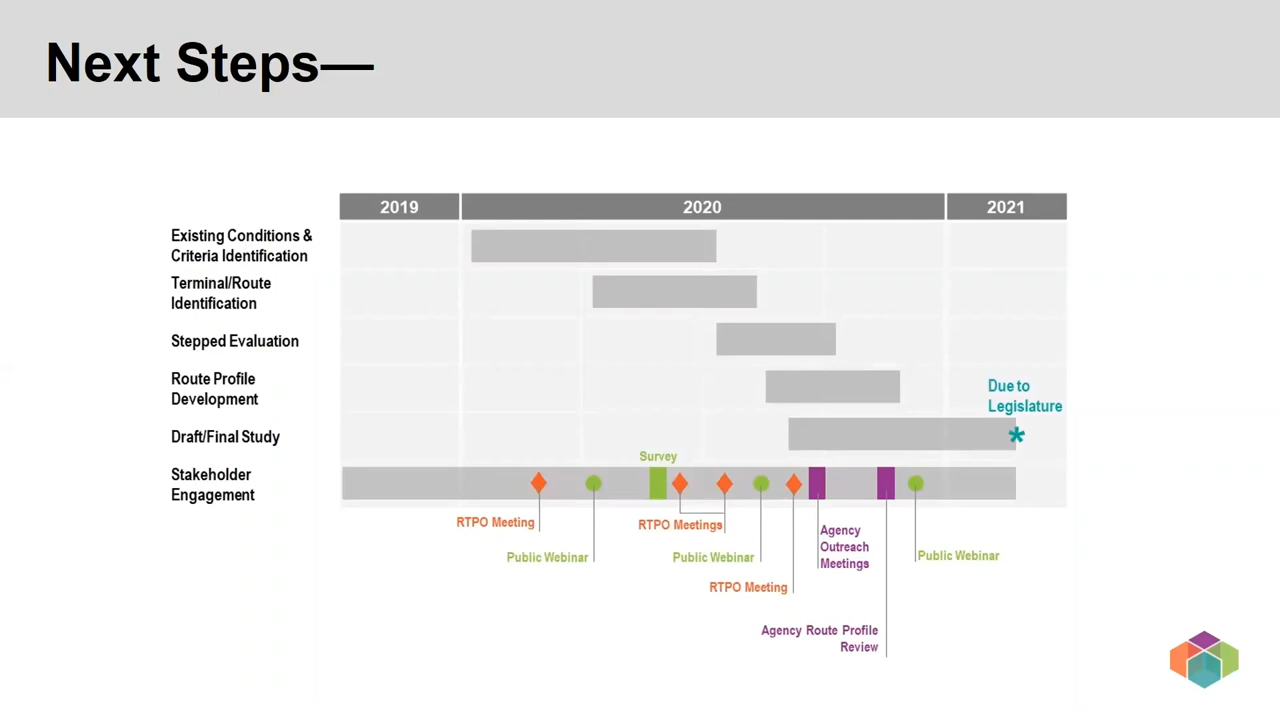 Next Steps—
2019
2020
2021
Existing Conditions &
Criteria Identification
Terminal/Route
Identification
Stepped Evaluation
Route Profile
Development
Due to
Legislature
Draft/Final Study
*
Survey
Stakeholder
Engagement
RTPO Meeting
RTPO Meetings
Agency
Outreach
Meetings
Public Webinar
Public Webinar
Public Webinar
RTPO Meeting
Agency Route Profile
Review